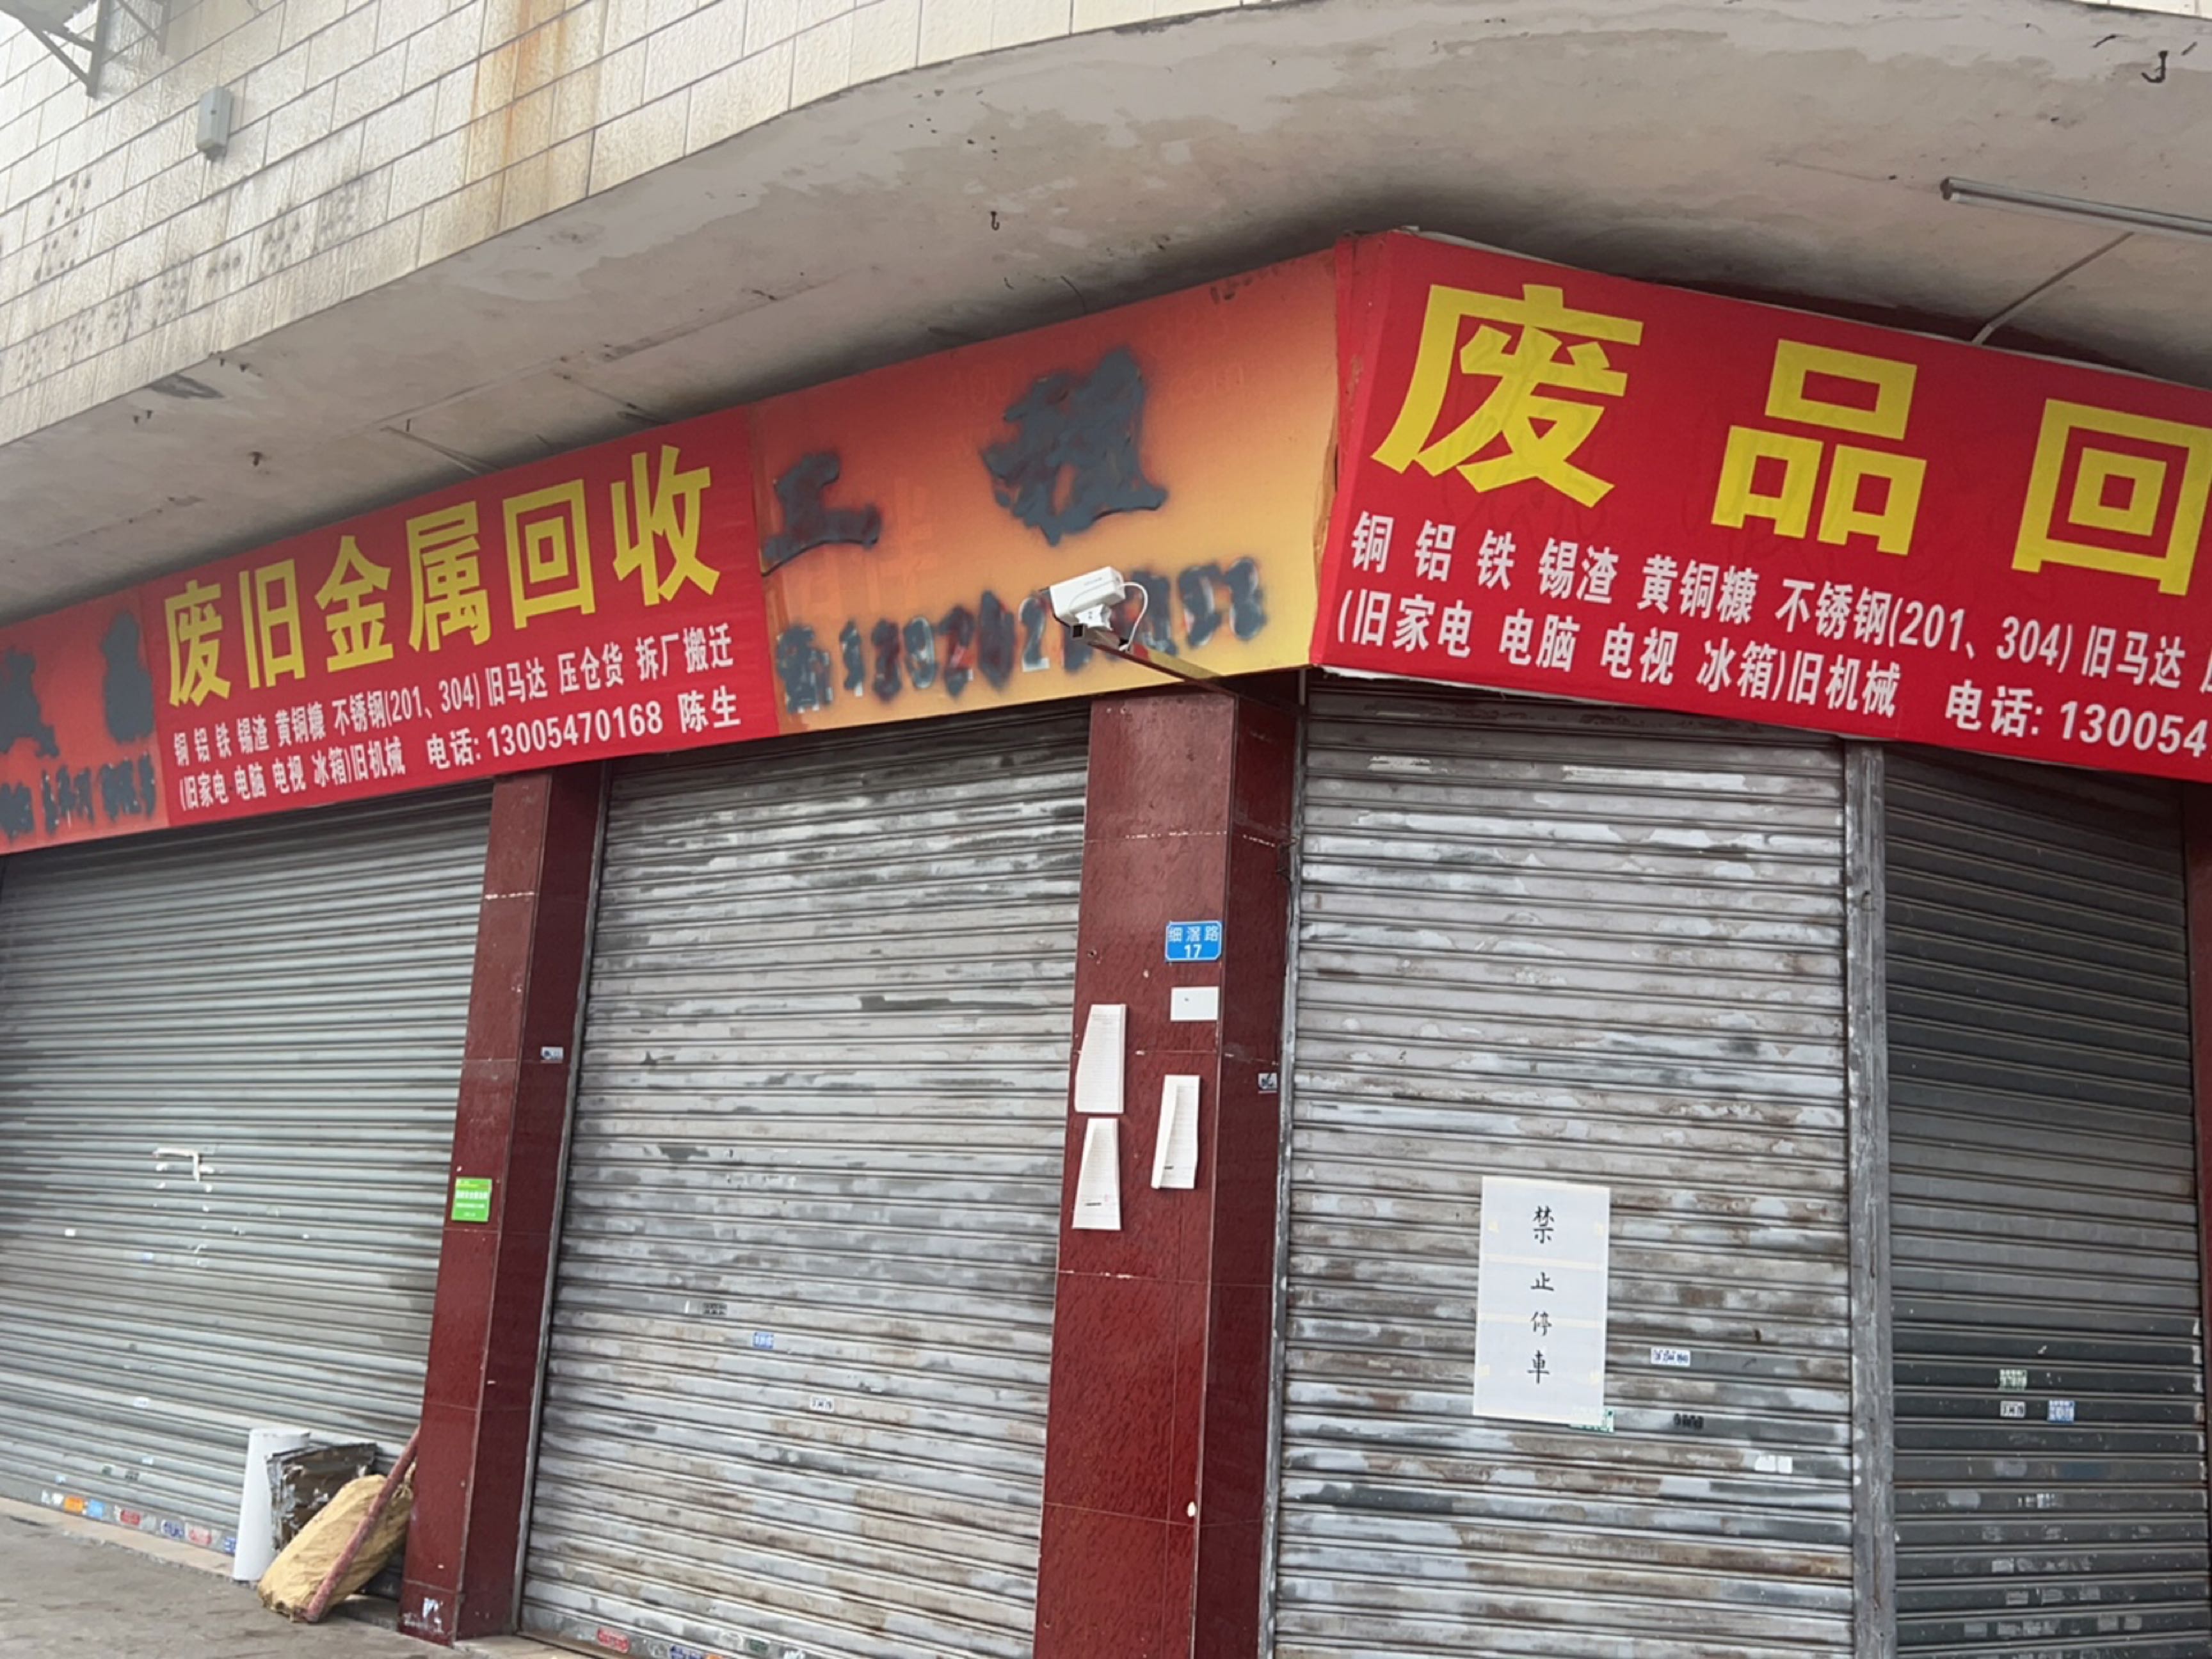 废旧金属回收
铜 铝 铁 锡渣 黄铜糠 不锈钢(201、304) 旧马达 压仓货 拆厂搬迁
(旧家电 电脑 电视 冰箱)旧机械 电话: 13005470168 陈生
废品回
铜 铝 铁 锡渣 黄铜糠 不锈钢(201、304) 旧马达
(旧家电 电脑 电视 冰箱)旧机械 电话: 130054
细滘路
17
禁
止
停
車